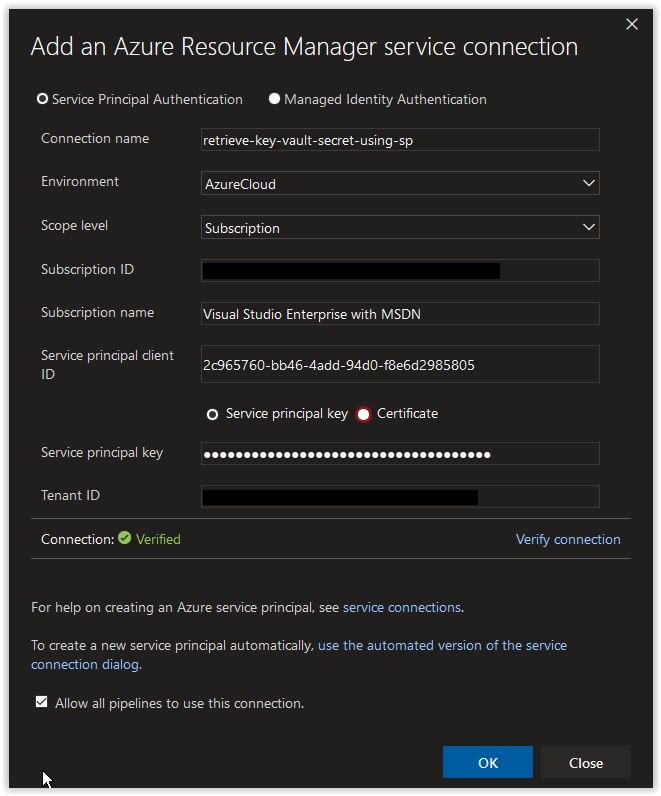 Add an Azure Resource Manager service connection
Service Principal Authentication
Managed Identity Authentication
Connection name
retrieve-key-vault-secret-using-sp
Environment
AzureCloud
Scope level
Subscription
Subscription ID
Subscription name
Visual Studio Enterprise with MSDN
Service principal client
ID
2c965760-bb46-4add-94d0-f8e6d2985805
Service principal key
Certificate
Service principal key
Tenant ID
Connection: Verified
Verify connection
For help on creating an Azure service principal, see service connections.
To create a new service principal automatically, use the automated version of the service
connection dialog.
Allow all pipelines to use this connection.
OK
Close